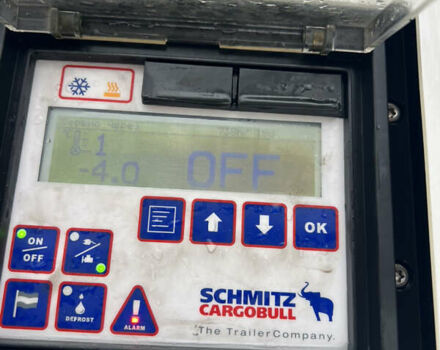 1
-4.0 OFF
OK
ON
OFF
DEFROST
ALARM
SCHMITZ
CARGOBULL
The TrailerCompany.